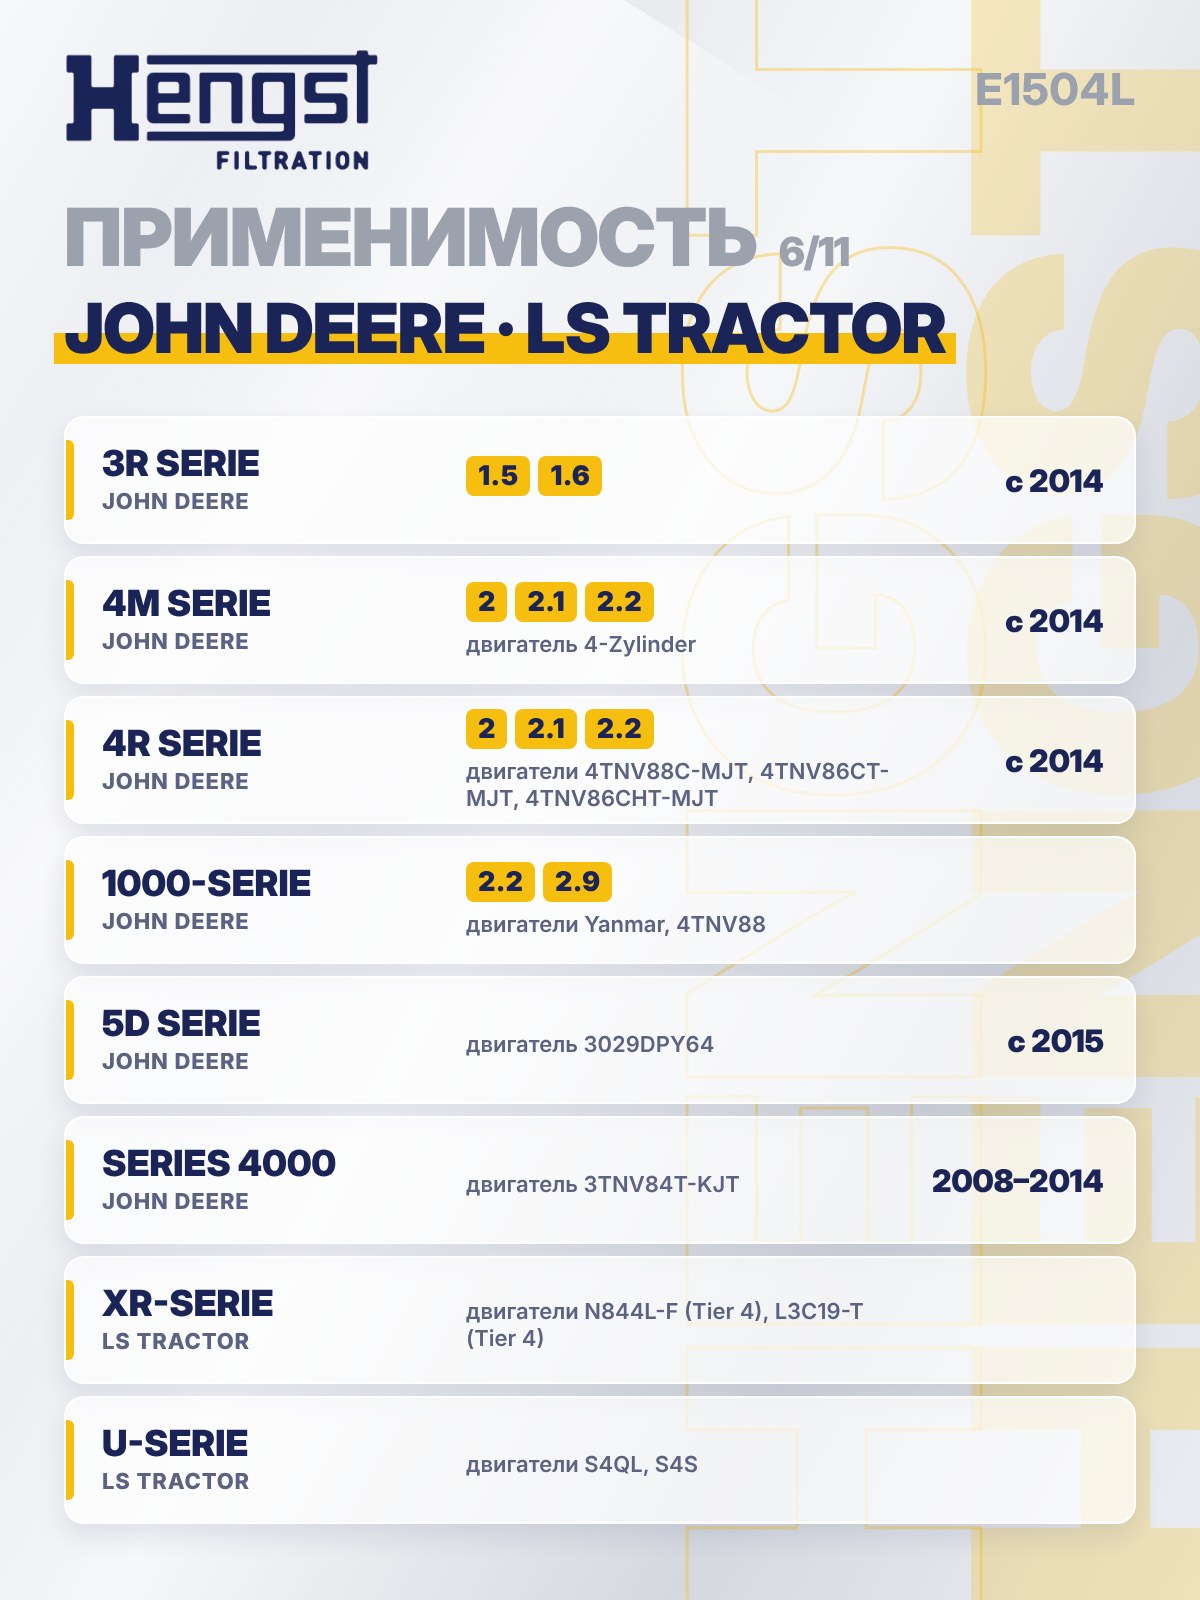 Hengst
FILTRATION
E1504L
ПРИМЕНИМОСТЬ 6/11
JOHN DEERE · LS TRACTOR
3R SERIE
JOHN DEERE
1.5 1.6
с 2014
4M SERIE
JOHN DEERE
2 2.1 2.2
двигатель 4-Zylinder
с 2014
4R SERIE
JOHN DEERE
2 2.1 2.2
двигатели 4TNV88C-MJT, 4TNV86CT-
MJT, 4TNV86CHT-MJT
с 2014
1000-SERIE
JOHN DEERE
2.2 2.9
двигатели Yanmar, 4TNV88
5D SERIE
JOHN DEERE
двигатель 3029DPY64
с 2015
SERIES 4000
JOHN DEERE
двигатель 3TNV84T-KJT
2008–2014
XR-SERIE
LS TRACTOR
двигатели N844L-F (Tier 4), L3C19-T
(Tier 4)
U-SERIE
LS TRACTOR
двигатели S4QL, S4S
HENGST
HENGST